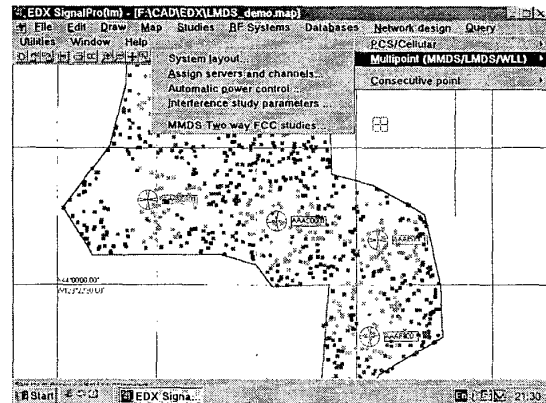 EDX SignalPro(tm) - [F:\CAD\EDX\LMDS_demo.map]
File Edit Draw Map Studies RF Systems Databases Network design Query
Utilities Window Help
PCS/Cellular
Multipoint (MMDS/LMDS/WLL)
Consecutive point
System layout...
Assign servers and channels...
Automatic power control ...
Interference study parameters ...
MMDS Two way FCC studies...
Start
EDX Signa...
En
21:30